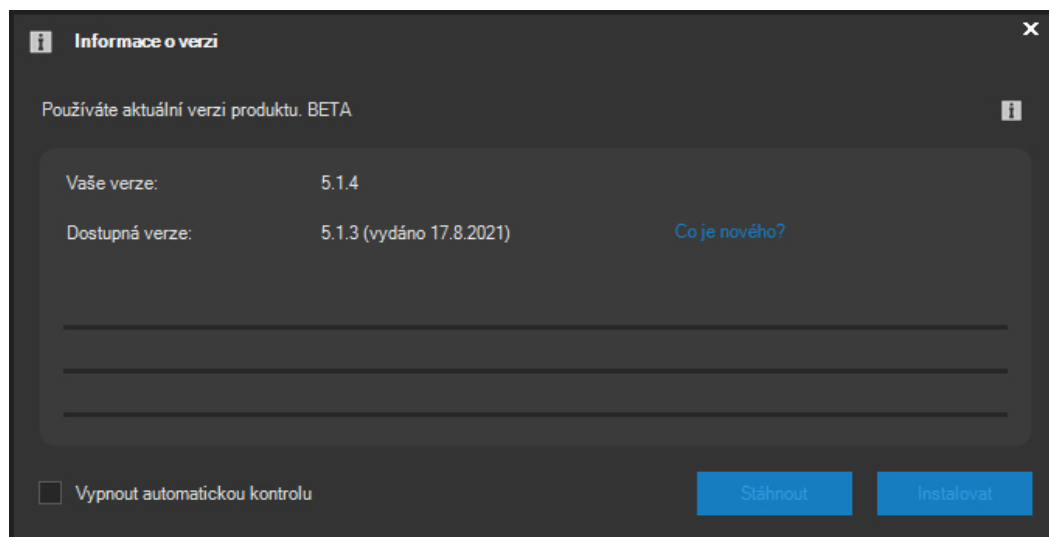 Informace o verzi
Používáte aktuální verzi produktu. BETA
Vaše verze: 5.1.4
Dostupná verze: 5.1.3 (vydáno 17.8.2021) Co je nového?
Vypnout automatickou kontrolu Stáhnout Instalovat